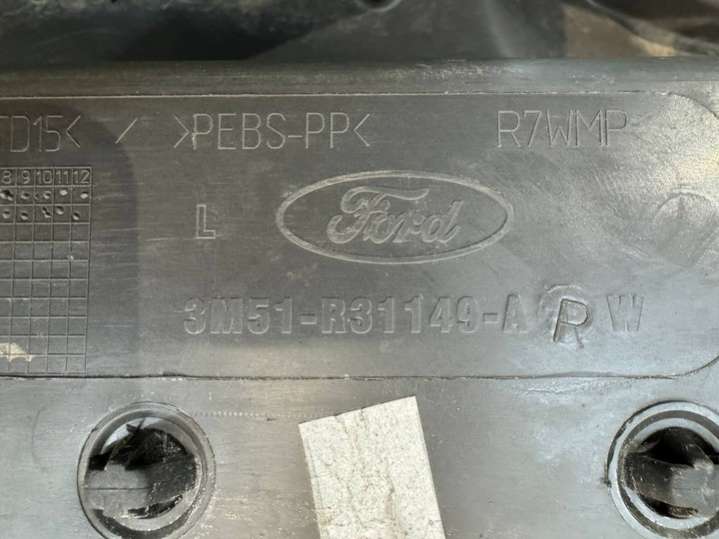 TD15< / >PEBS-PP< R7WMP
8 9 10 11 12
L Ford
3M51-R31149-A P W